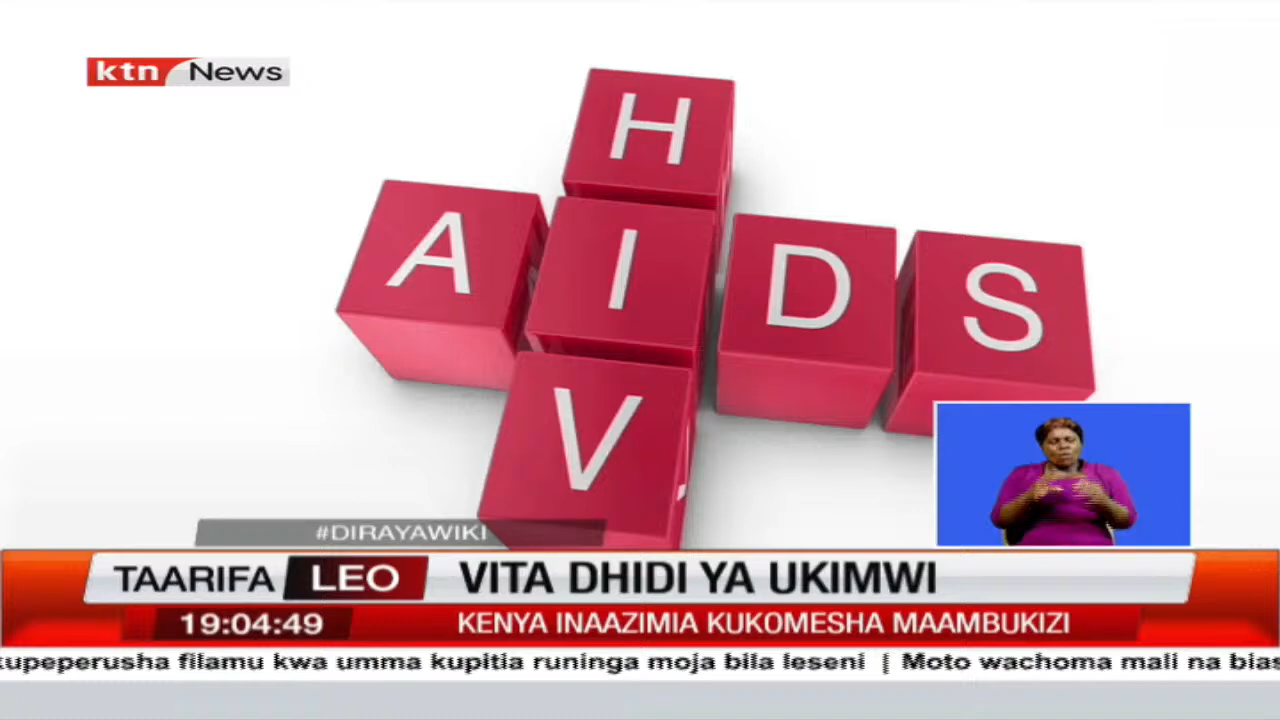 ktn News
H
A I D S
V
#DIRAYAWIKI
TAARIFA LEO VITA DHIDI YA UKIMWI
19:04:49 KENYA INAAZIMIA KUKOMESHA MAAMBUKIZI
kupeperusha filamu kwa umma kupitia runinga moja bila leseni | Moto wachoma mali na bias